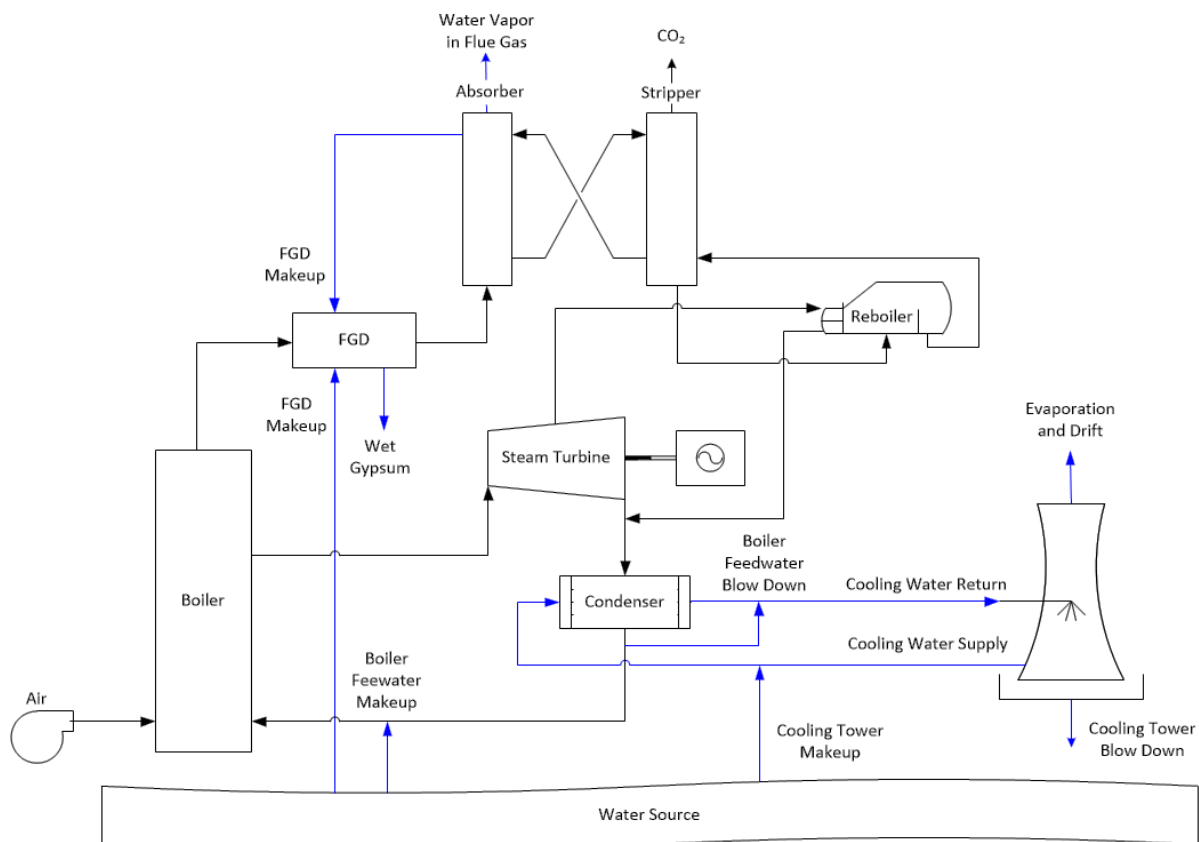 Water Vapor
in Flue Gas
CO₂
Absorber
Stripper
FGD
Makeup
Reboiler
FGD
FGD
Makeup
Wet
Gypsum
Steam Turbine
Evaporation
and Drift
Boiler
Feedwater
Blow Down
Cooling Water Return
Boiler
Condenser
Cooling Water Supply
Boiler
Feewater
Makeup
Air
Cooling Tower
Makeup
Cooling Tower
Blow Down
Water Source